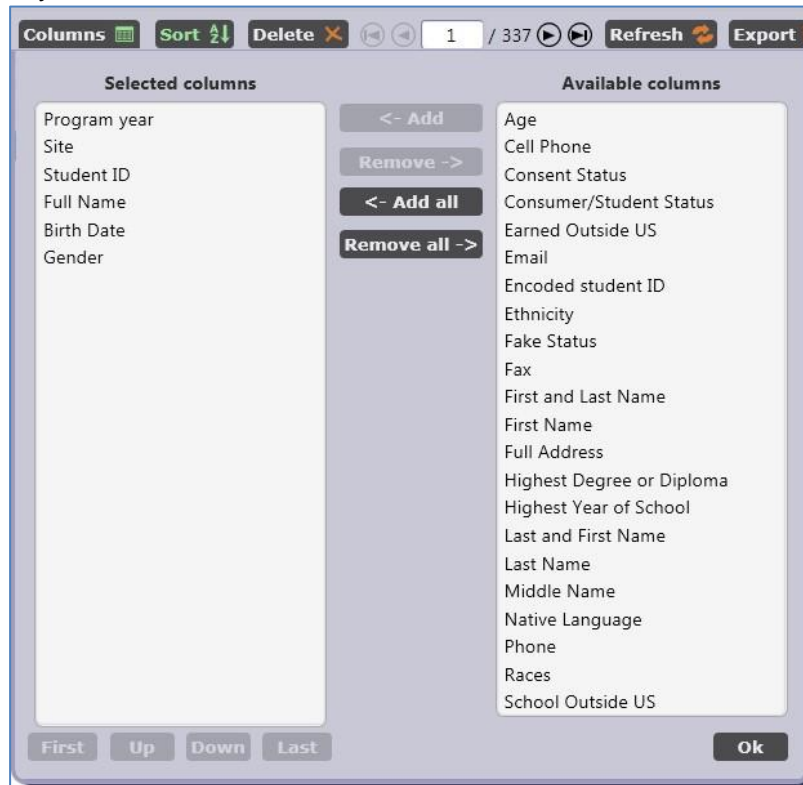 Columns Sort Delete 1 / 337 Refresh Export
Selected columns
Program year
Site
Student ID
Full Name
Birth Date
Gender
<- Add
Remove ->
<- Add all
Remove all ->
Available columns
Age
Cell Phone
Consent Status
Consumer/Student Status
Earned Outside US
Email
Encoded student ID
Ethnicity
Fake Status
Fax
First and Last Name
First Name
Full Address
Highest Degree or Diploma
Highest Year of School
Last and First Name
Last Name
Middle Name
Native Language
Phone
Races
School Outside US
First Up Down Last
Ok